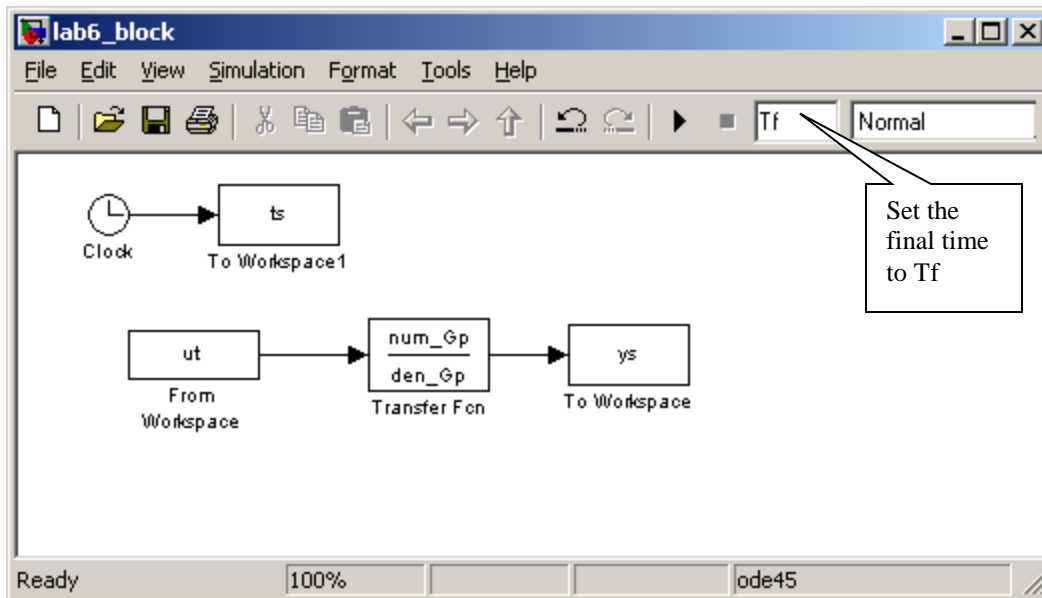 lab6_block
File Edit View Simulation Format Tools Help
Tf
Normal
Set the
final time
to Tf
ts
Clock
To Workspace1
ut
From
Workspace
num_Gp
den_Gp
Transfer Fcn
ys
To Workspace
Ready
100%
ode45